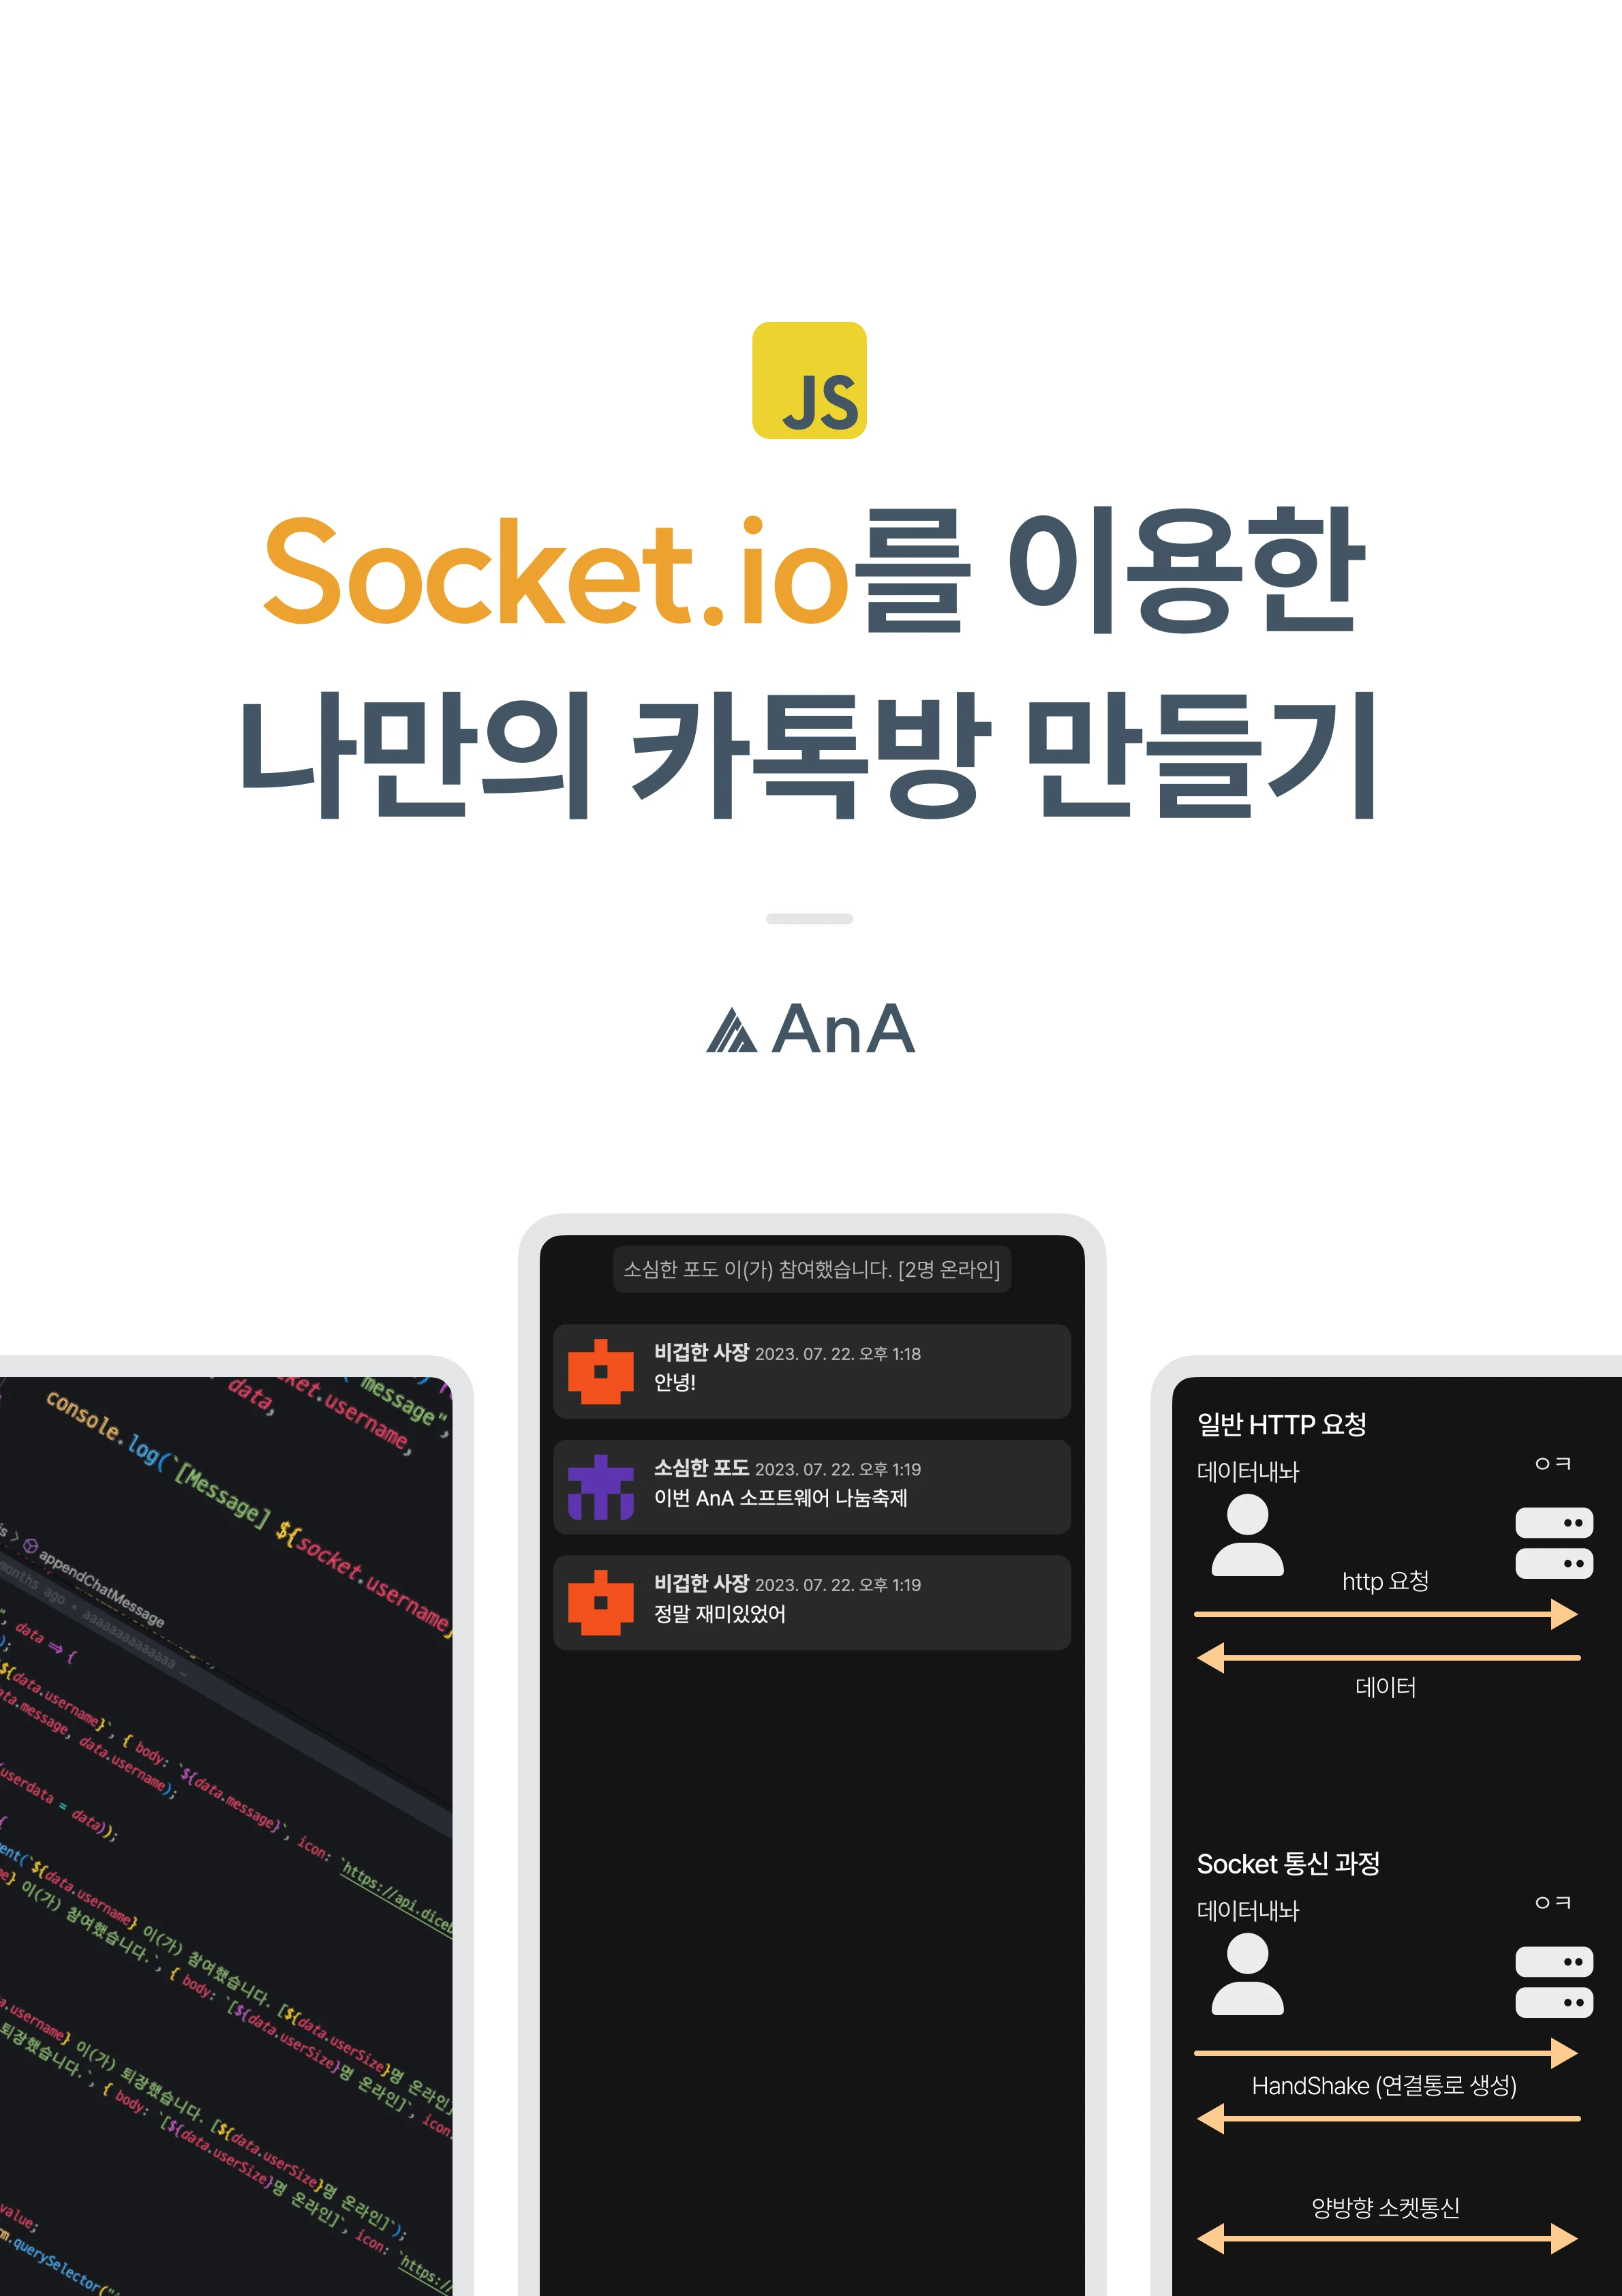 JS
Socket.io를 이용한
나만의 카톡방 만들기
AnA
message",
data,
socket.username,
console.log(`[Message] ${socket.username}
appendChatMessage
months ago • aaaaaaaaaaaaaa —
data => {
${data.username}`, { body: `${data.message}`, icon: `https://api.diceb
data.message, data.username);
userdata = data));
ent(`${data.username} 이(가) 참여했습니다. [${data.userSize}명 온라인]
} 이(가) 참여했습니다.`, { body: `[${data.userSize}명 온라인]`, icon:
data.username} 이(가) 퇴장했습니다. [${data.userSize}명 온라인]`);
퇴장했습니다.`, { body: `[${data.userSize}명 온라인]`, icon: `https://
value;
.querySelector("
소심한 포도 이(가) 참여했습니다. [2명 온라인]
비겁한 사장 2023. 07. 22. 오후 1:18
안녕!
소심한 포도 2023. 07. 22. 오후 1:19
이번 AnA 소프트웨어 나눔축제
비겁한 사장 2023. 07. 22. 오후 1:19
정말 재미있었어
일반 HTTP 요청
데이터내놔 ㅇㅋ
http 요청
데이터
Socket 통신 과정
데이터내놔 ㅇㅋ
HandShake (연결통로 생성)
양방향 소켓통신